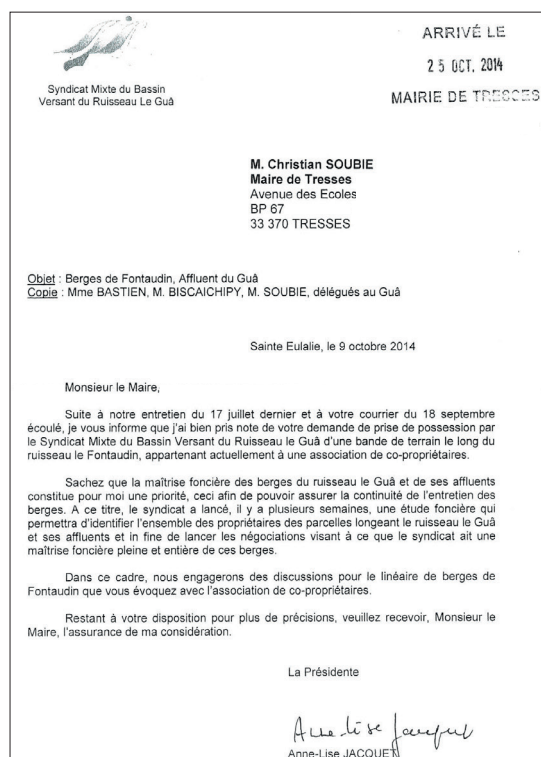 Syndicat Mixte du Bassin
Versant du Ruisseau Le Guâ
ARRIVÉ LE
25 OCT. 2014
MAIRIE DE TRESSES
M. Christian SOUBIE
Maire de Tresses
Avenue des Ecoles
BP 67
33 370 TRESSES
Objet : Berges de Fontaudin, Affluent du Guâ
Copie : Mme BASTIEN, M. BISCAICHIPY, M. SOUBIE, délégués au Guâ
Sainte Eulalie, le 9 octobre 2014
Monsieur le Maire,
Suite à notre entretien du 17 juillet dernier et à votre courrier du 18 septembre
écoulé, je vous informe que j'ai bien pris note de votre demande de prise de possession par
le Syndicat Mixte du Bassin Versant du Ruisseau le Guâ d'une bande de terrain le long du
ruisseau le Fontaudin, appartenant actuellement à une association de co-propriétaires.
Sachez que la maîtrise foncière des berges du ruisseau le Guâ et de ses affluents
constitue pour moi une priorité, ceci afin de pouvoir assurer la continuité de l'entretien des
berges. A ce titre, le syndicat a lancé, il y a plusieurs semaines, une étude foncière qui
permettra d'identifier l'ensemble des propriétaires des parcelles longeant le ruisseau le Guâ
et ses affluents et in fine de lancer les négociations visant à ce que le syndicat ait une
maîtrise foncière pleine et entière de ces berges.
Dans ce cadre, nous engagerons des discussions pour le linéaire de berges de
Fontaudin que vous évoquez avec l'association de co-propriétaires.
Restant à votre disposition pour plus de précisions, veuillez recevoir, Monsieur le
Maire, l'assurance de ma considération.
La Présidente
Anne-Lise Jacquet
Anne-Lise JACQUET